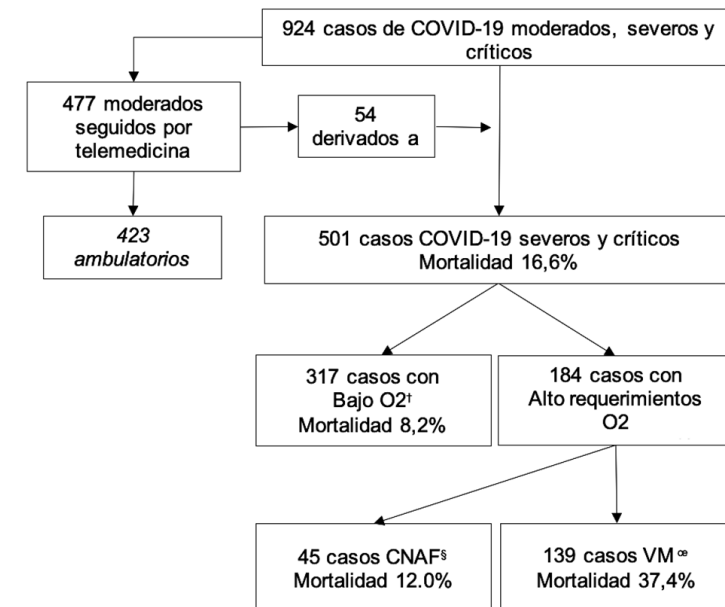 924 casos de COVID-19 moderados, severos y
críticos
477 moderados
seguidos por
telemedicina
54
derivados a
423
ambulatorios
501 casos COVID-19 severos y críticos
Mortalidad 16,6%
317 casos con
Bajo O2†
Mortalidad 8,2%
184 casos con
Alto requerimientos
O2
45 casos CNAF§
Mortalidad 12.0%
139 casos VM œ
Mortalidad 37,4%